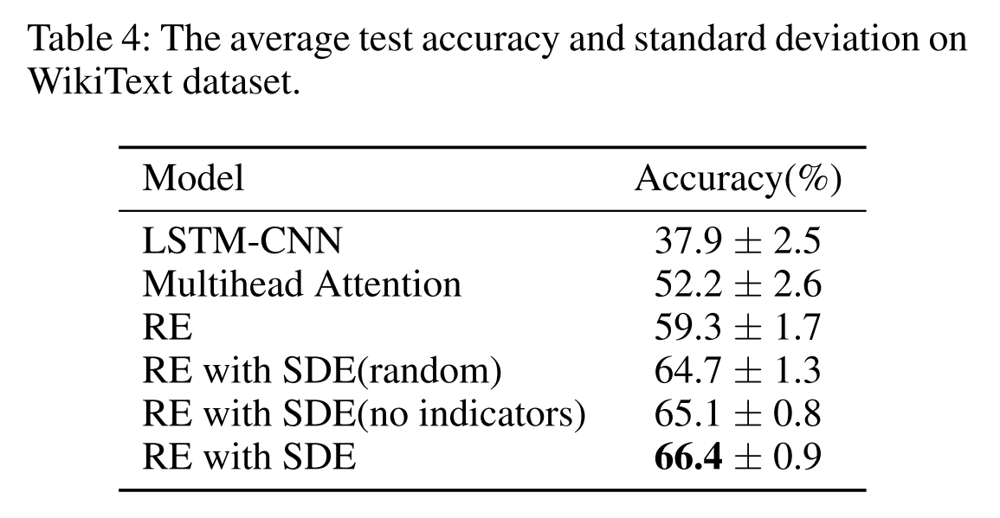 Table 4: The average test accuracy and standard deviation on
WikiText dataset.
Model Accuracy(%)
LSTM-CNN 37.9 ± 2.5
Multihead Attention 52.2 ± 2.6
RE 59.3 ± 1.7
RE with SDE(random) 64.7 ± 1.3
RE with SDE(no indicators) 65.1 ± 0.8
RE with SDE 66.4 ± 0.9